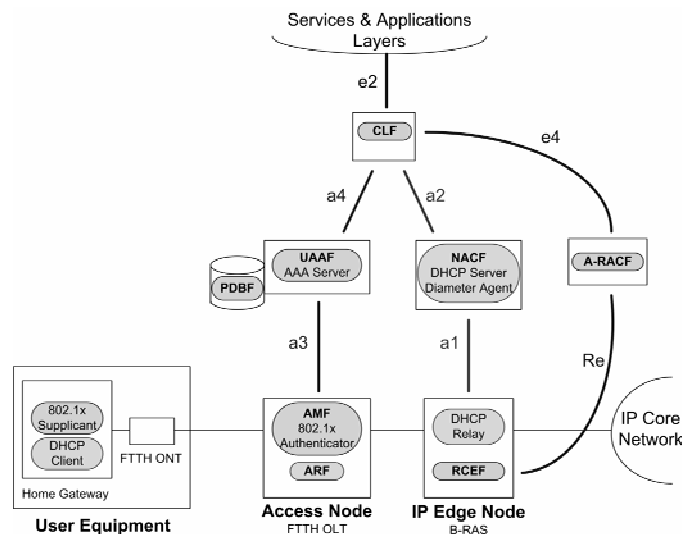 Services & Applications
Layers
e2
CLF
e4
a4
a2
UAAF
AAA Server
PDBF
NACF
DHCP Server
Diameter Agent
A-RACF
a3
a1
Re
802.1x
Supplicant
DHCP
Client
FTTH ONT
Home Gateway
User Equipment
AMF
802.1x
Authenticator
ARF
Access Node
FTTH OLT
DHCP
Relay
RCEF
IP Edge Node
B-RAS
IP Core
Network